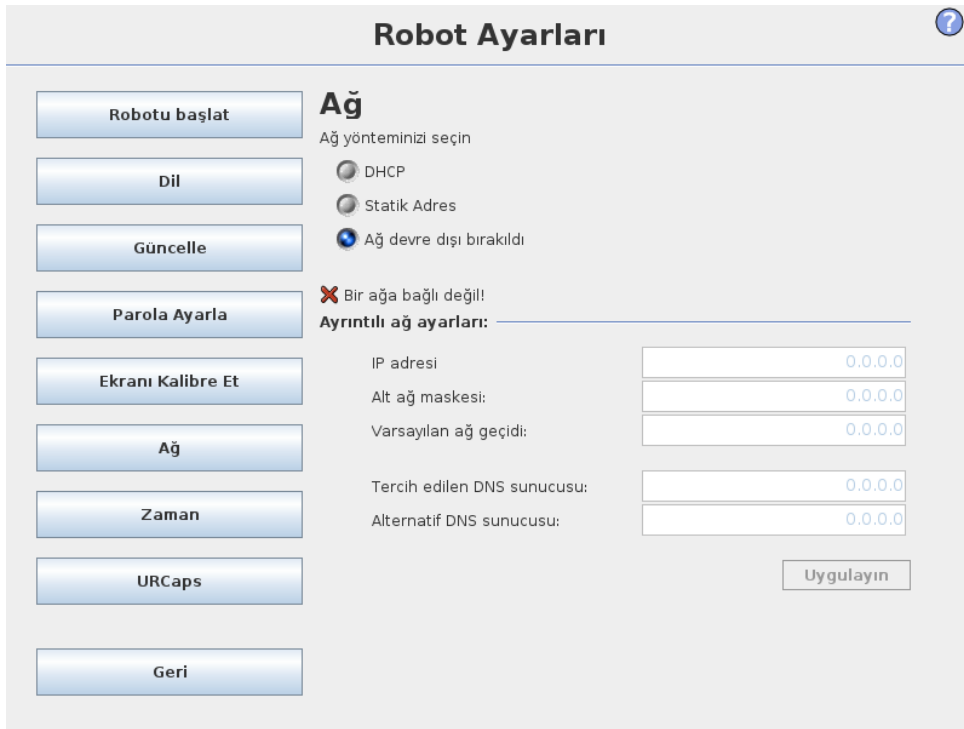 Robot Ayarları
?
Robotu başlat
Dil
Güncelle
Parola Ayarla
Ekranı Kalibre Et
Ağ
Zaman
URCaps
Geri
Ağ
Ağ yönteminizi seçin
DHCP
Statik Adres
Ağ devre dışı bırakıldı
Bir ağa bağlı değil!
Ayrıntılı ağ ayarları:
IP adresi 0.0.0.0
Alt ağ maskesi: 0.0.0.0
Varsayılan ağ geçidi: 0.0.0.0
Tercih edilen DNS sunucusu: 0.0.0.0
Alternatif DNS sunucusu: 0.0.0.0
Uygulayın